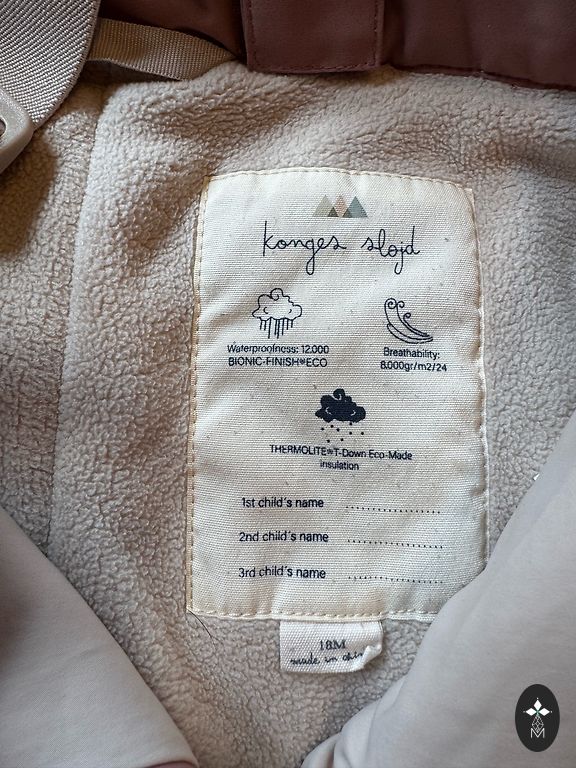 konges sløjd
Waterproofness: 12.000
BIONIC-FINISH®ECO
Breathability:
8.000gr/m2/24
THERMOLITE®T-Down Eco-Made
insulation
1st child's name ....................
2nd child's name ....................
3rd child's name ....................
18M
made in
M